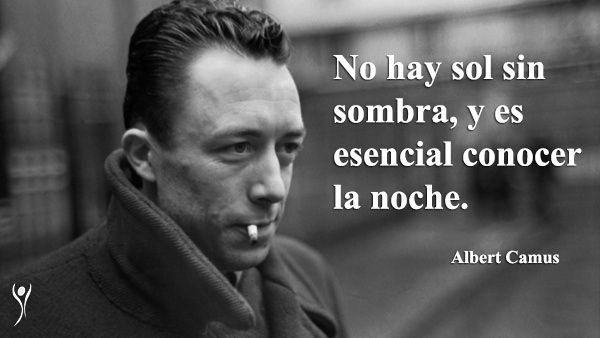 No hay sol sin
sombra, y es
esencial conocer
la noche.
Albert Camus